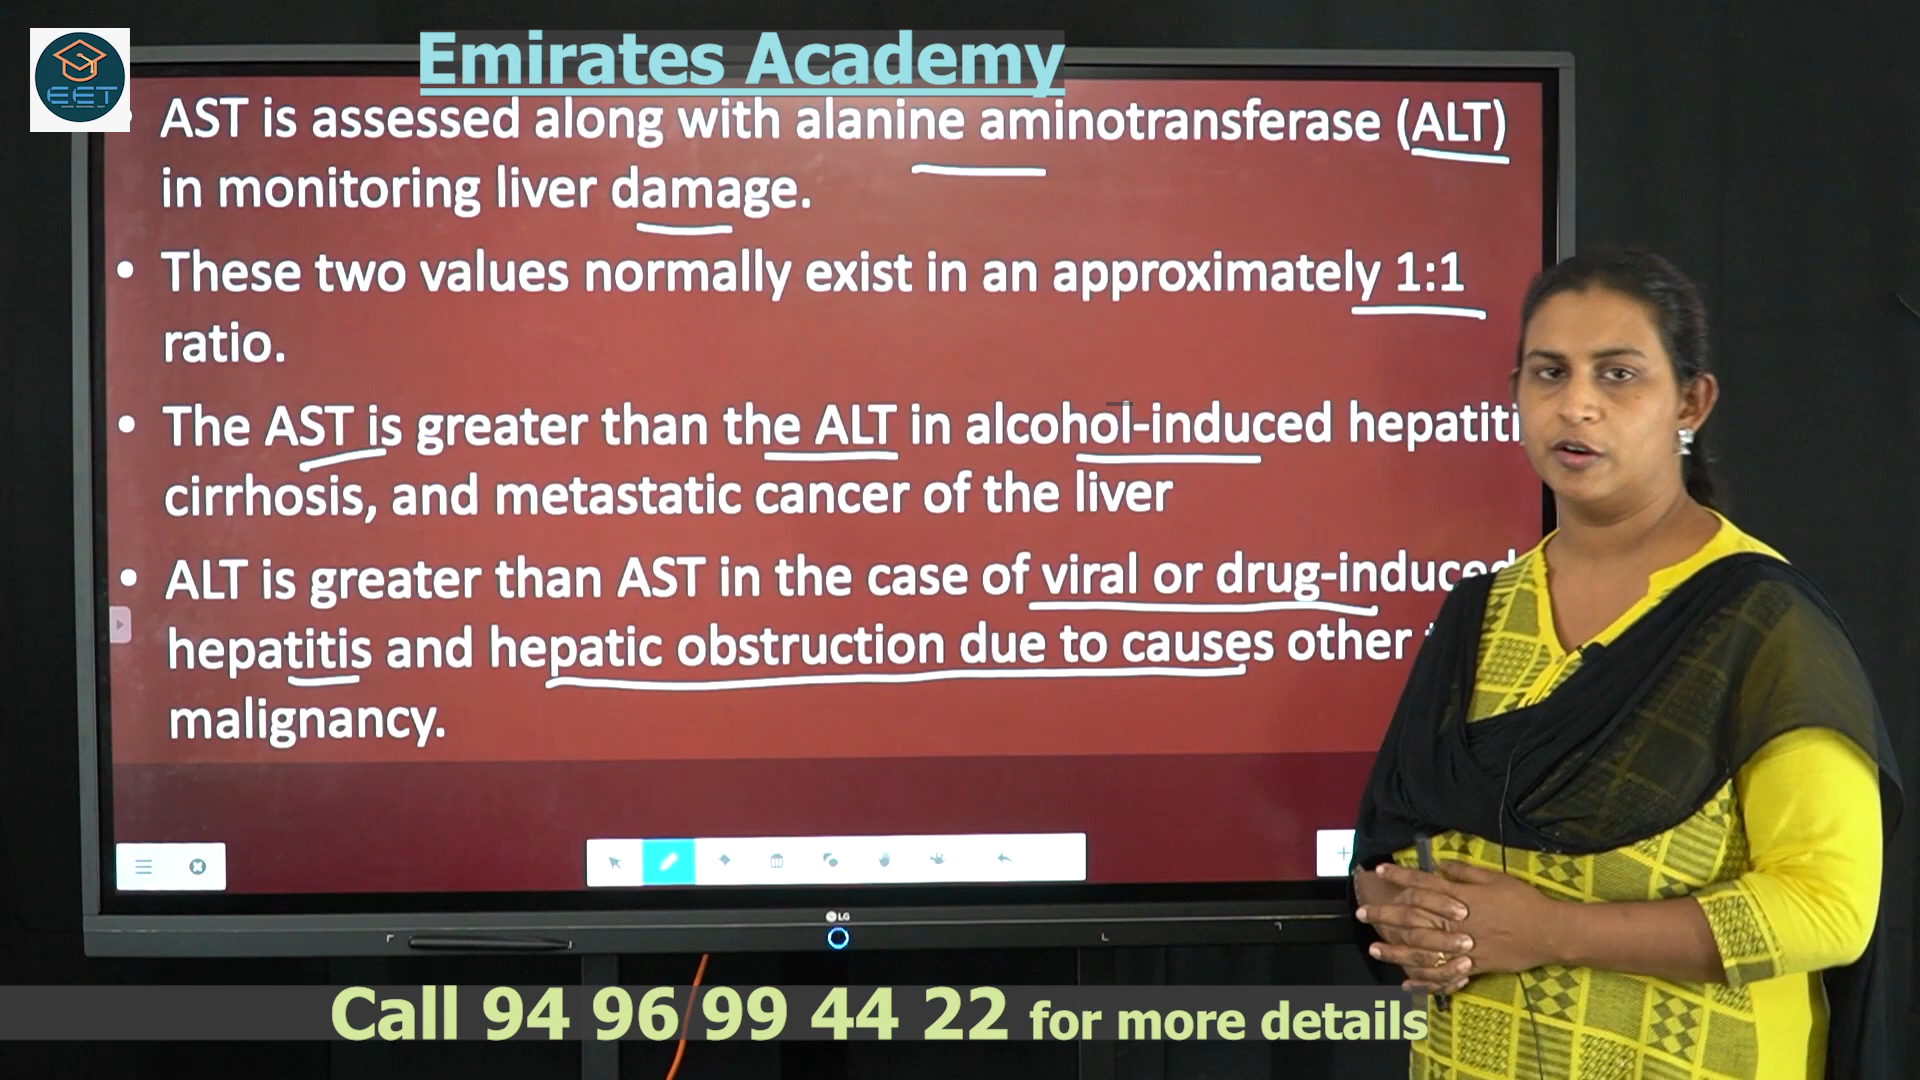 Emirates Academy
EET
• AST is assessed along with alanine aminotransferase (ALT)
in monitoring liver damage.
• These two values normally exist in an approximately 1:1
ratio.
• The AST is greater than the ALT in alcohol-induced hepatiti
cirrhosis, and metastatic cancer of the liver
• ALT is greater than AST in the case of viral or drug-induced
hepatitis and hepatic obstruction due to causes other
malignancy.
LG
Call 94 96 99 44 22 for more details